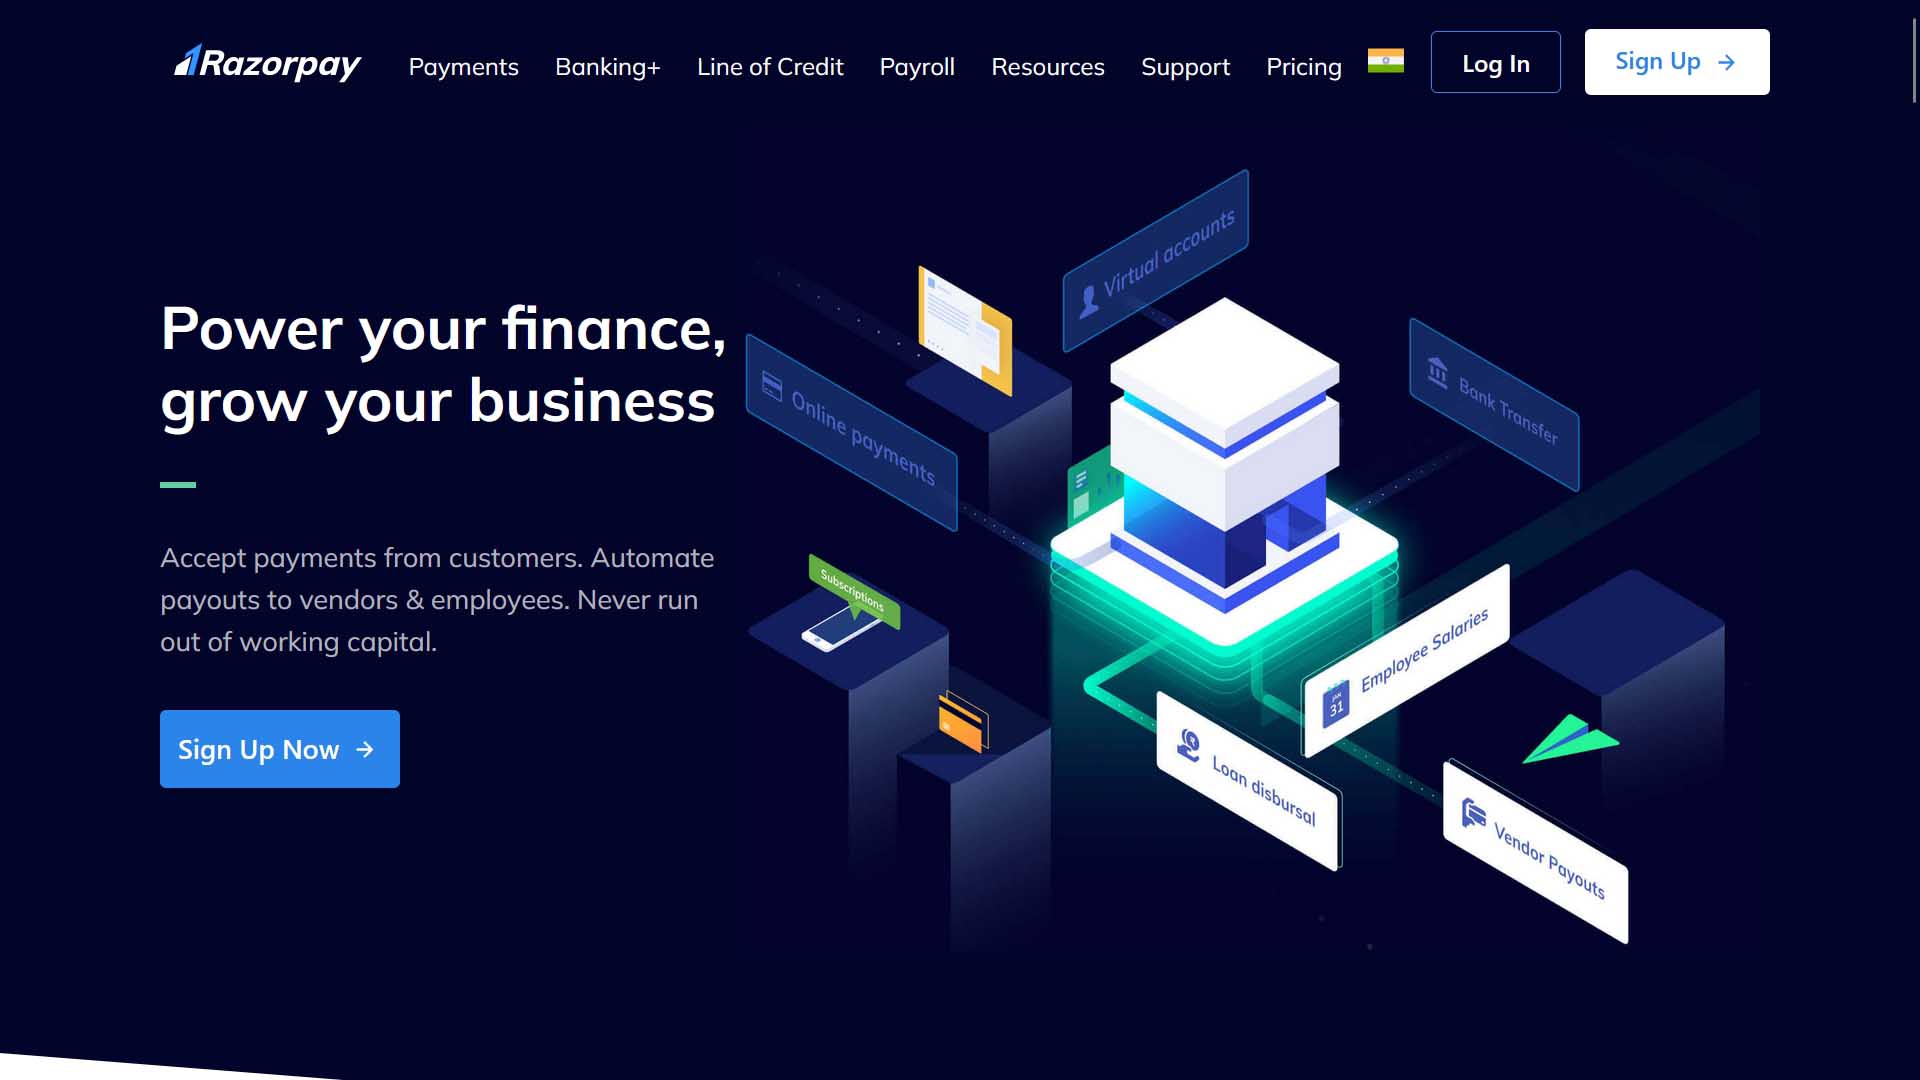 Razorpay
Payments
Banking+
Line of Credit
Payroll
Resources
Support
Pricing
Log In
Sign Up →
Power your finance,
grow your business
Accept payments from customers. Automate
payouts to vendors & employees. Never run
out of working capital.
Sign Up Now →
Virtual accounts
Online payments
Bank Transfer
Subscriptions
Employee Salaries
JAN
31
Loan disbursal
Vendor Payouts